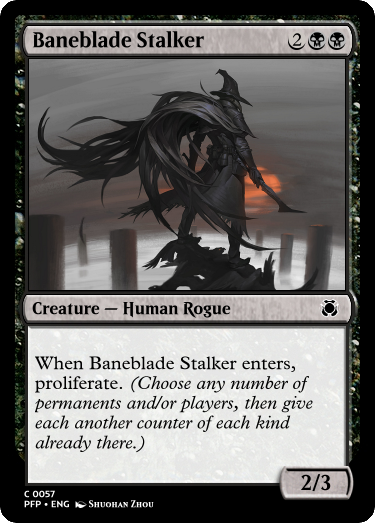 Baneblade Stalker 2
Creature — Human Rogue
When Baneblade Stalker enters,
proliferate. (Choose any number of
permanents and/or players, then give
each another counter of each kind
already there.)
2/3
C 0057
PFP • ENG Shuohan Zhou